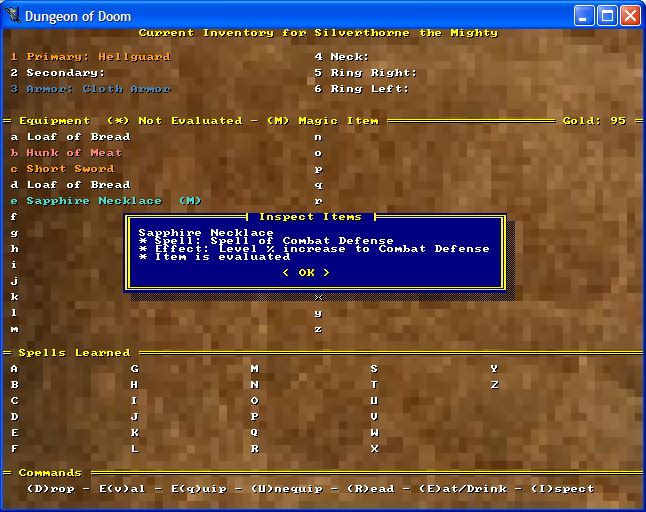 Dungeon of Doom
Current Inventory for Silverthorne the Mighty
1 Primary: Hellguard 4 Neck:
2 Secondary: 5 Ring Right:
3 Armor: Cloth Armor 6 Ring Left:
Equipment (*) Not Evaluated - (M) Magic Item Gold: 95
a Loaf of Bread n
b Hunk of Meat o
c Short Sword p
d Loaf of Bread q
e Sapphire Necklace (M) r
f
g
h
i
j
k x
l y
m z
Inspect Items
Sapphire Necklace
* Spell: Spell of Combat Defense
* Effect: Level % increase to Combat Defense
* Item is evaluated
< OK >
Spells Learned
A G M S Y
B H N T Z
C I O U
D J P V
E K Q W
F L R X
Commands
(D)rop - E(v)al - E(q)uip - (U)nequip - (R)ead - (E)at/Drink - (I)spect